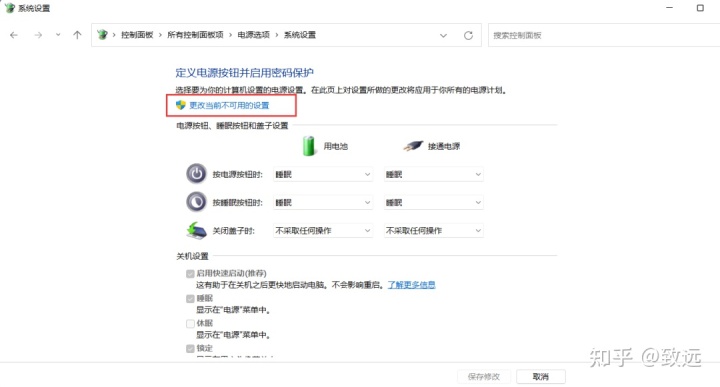 系统设置
控制面板 > 所有控制面板项 > 电源选项 > 系统设置
搜索控制面板
定义电源按钮并启用密码保护
选择要为你的计算机设置的电源设置。在此页上对设置所做的更改将应用于你所有的电源计划。
更改当前不可用的设置
电源按钮、睡眠按钮和盖子设置
用电池 接通电源
按电源按钮时: 睡眠 睡眠
按睡眠按钮时: 睡眠 睡眠
关闭盖子时: 不采取任何操作 不采取任何操作
关机设置
启用快速启动(推荐)
这有助于在关机之后更快地启动电脑。不会影响重启。了解更多信息
睡眠
显示在"电源"菜单中。
休眠
显示在"电源"菜单中。
锁定
知乎 @致远
保存修改 取消